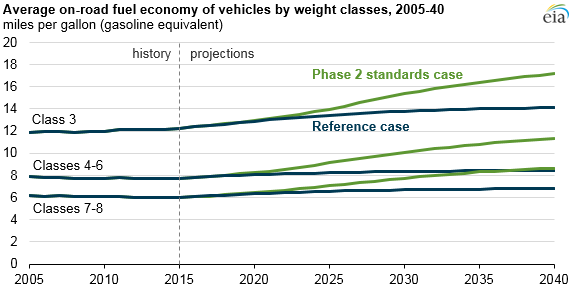 Average on-road fuel economy of vehicles by weight classes, 2005-40
miles per gallon (gasoline equivalent)
eia
20
18
16
14
12
10
8
6
4
2
0
history
projections
Phase 2 standards case
Class 3
Reference case
Classes 4-6
Classes 7-8
2005 2010 2015 2020 2025 2030 2035 2040